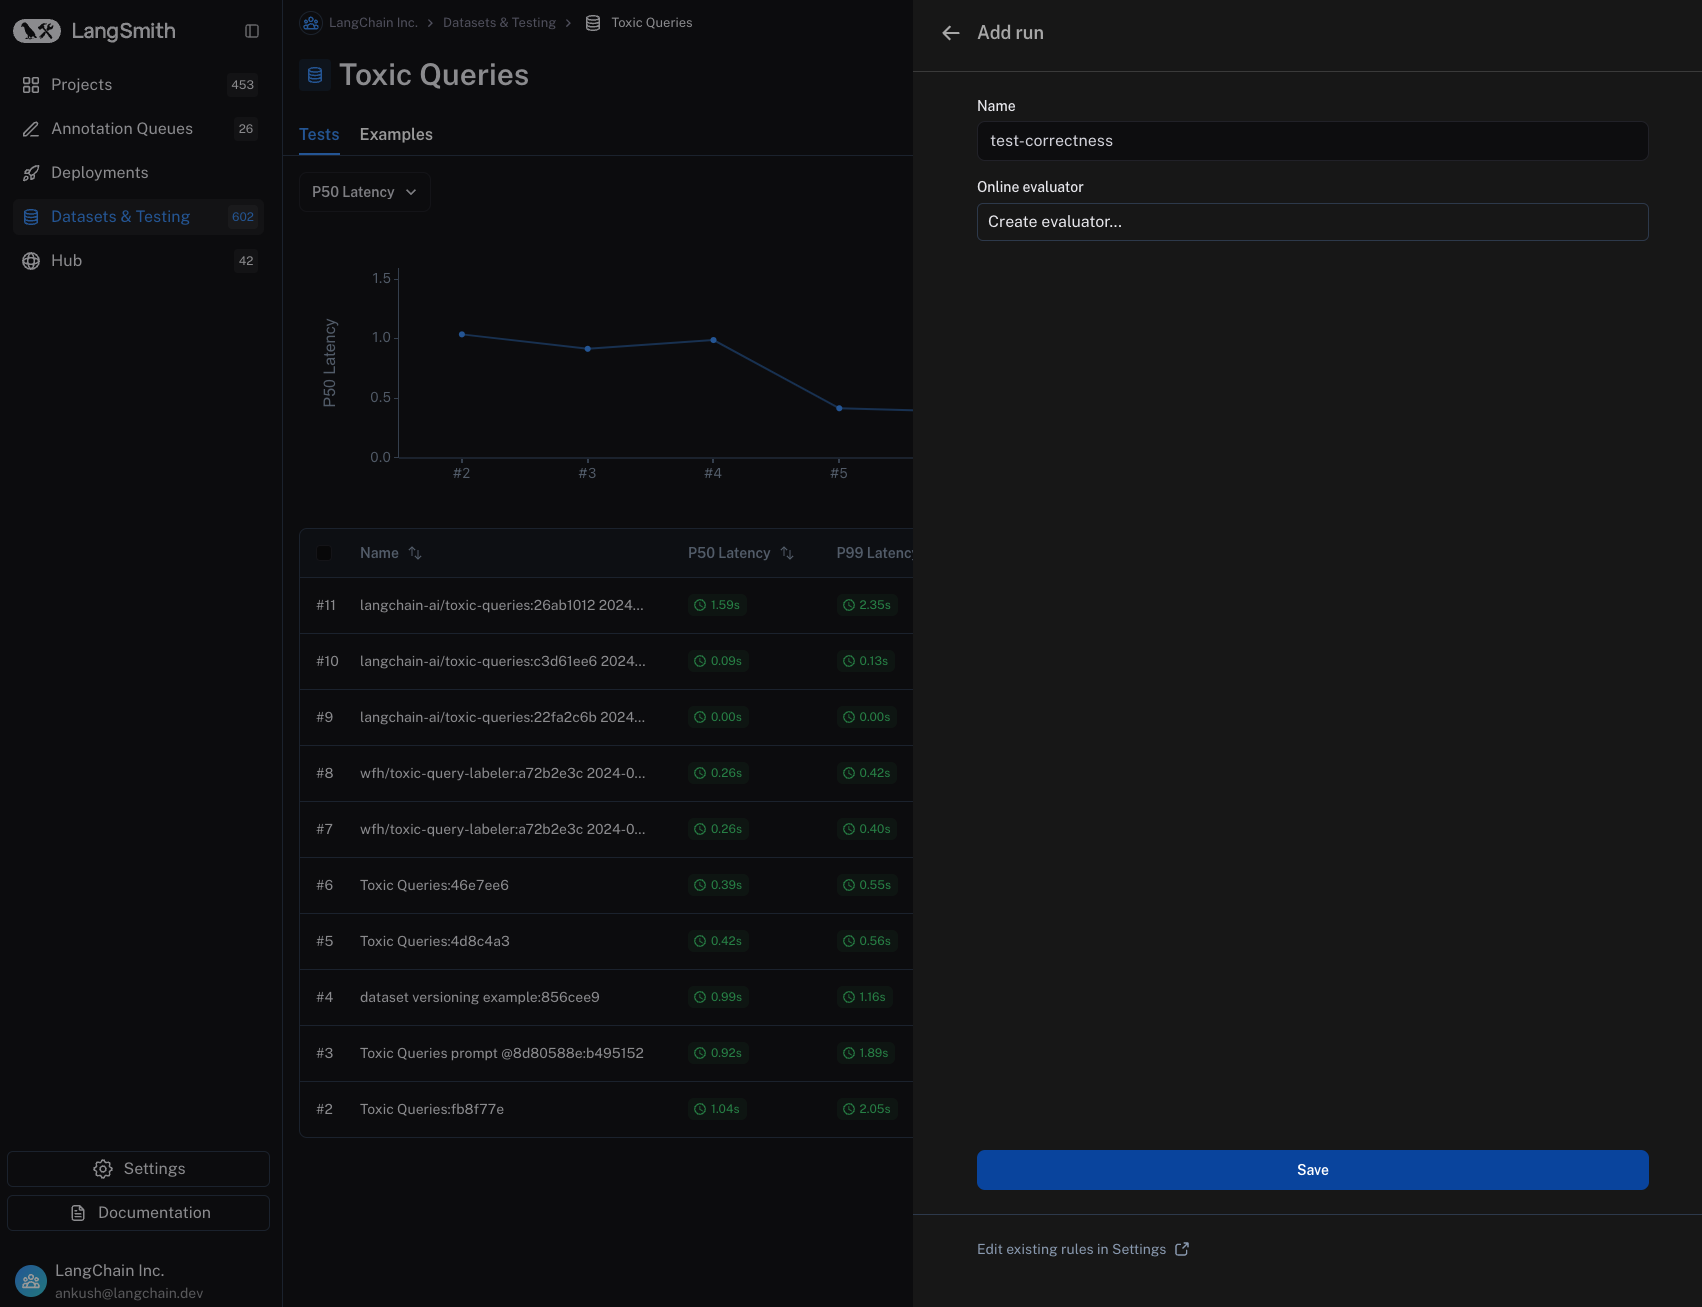 LangSmith
Projects 453
Annotation Queues 26
Deployments
Datasets & Testing 602
Hub 42
Settings
Documentation
LangChain Inc.
ankush@langchain.dev
LangChain Inc. > Datasets & Testing > Toxic Queries
Toxic Queries
Tests Examples
P50 Latency
P50 Latency
1.5
1.0
0.5
0.0
#2 #3 #4 #5
Name P50 Latency P99 Latency
#11 langchain-ai/toxic-queries:26ab1012 2024... 1.59s 2.35s
#10 langchain-ai/toxic-queries:c3d61ee6 2024... 0.09s 0.13s
#9 langchain-ai/toxic-queries:22fa2c6b 2024... 0.00s 0.00s
#8 wfh/toxic-query-labeler:a72b2e3c 2024-0... 0.26s 0.42s
#7 wfh/toxic-query-labeler:a72b2e3c 2024-0... 0.26s 0.40s
#6 Toxic Queries:46e7ee6 0.39s 0.55s
#5 Toxic Queries:4d8c4a3 0.42s 0.56s
#4 dataset versioning example:856cee9 0.99s 1.16s
#3 Toxic Queries prompt @8d80588e:b495152 0.92s 1.89s
#2 Toxic Queries:fb8f77e 1.04s 2.05s
Add run
Name
test-correctness
Online evaluator
Create evaluator...
Save
Edit existing rules in Settings